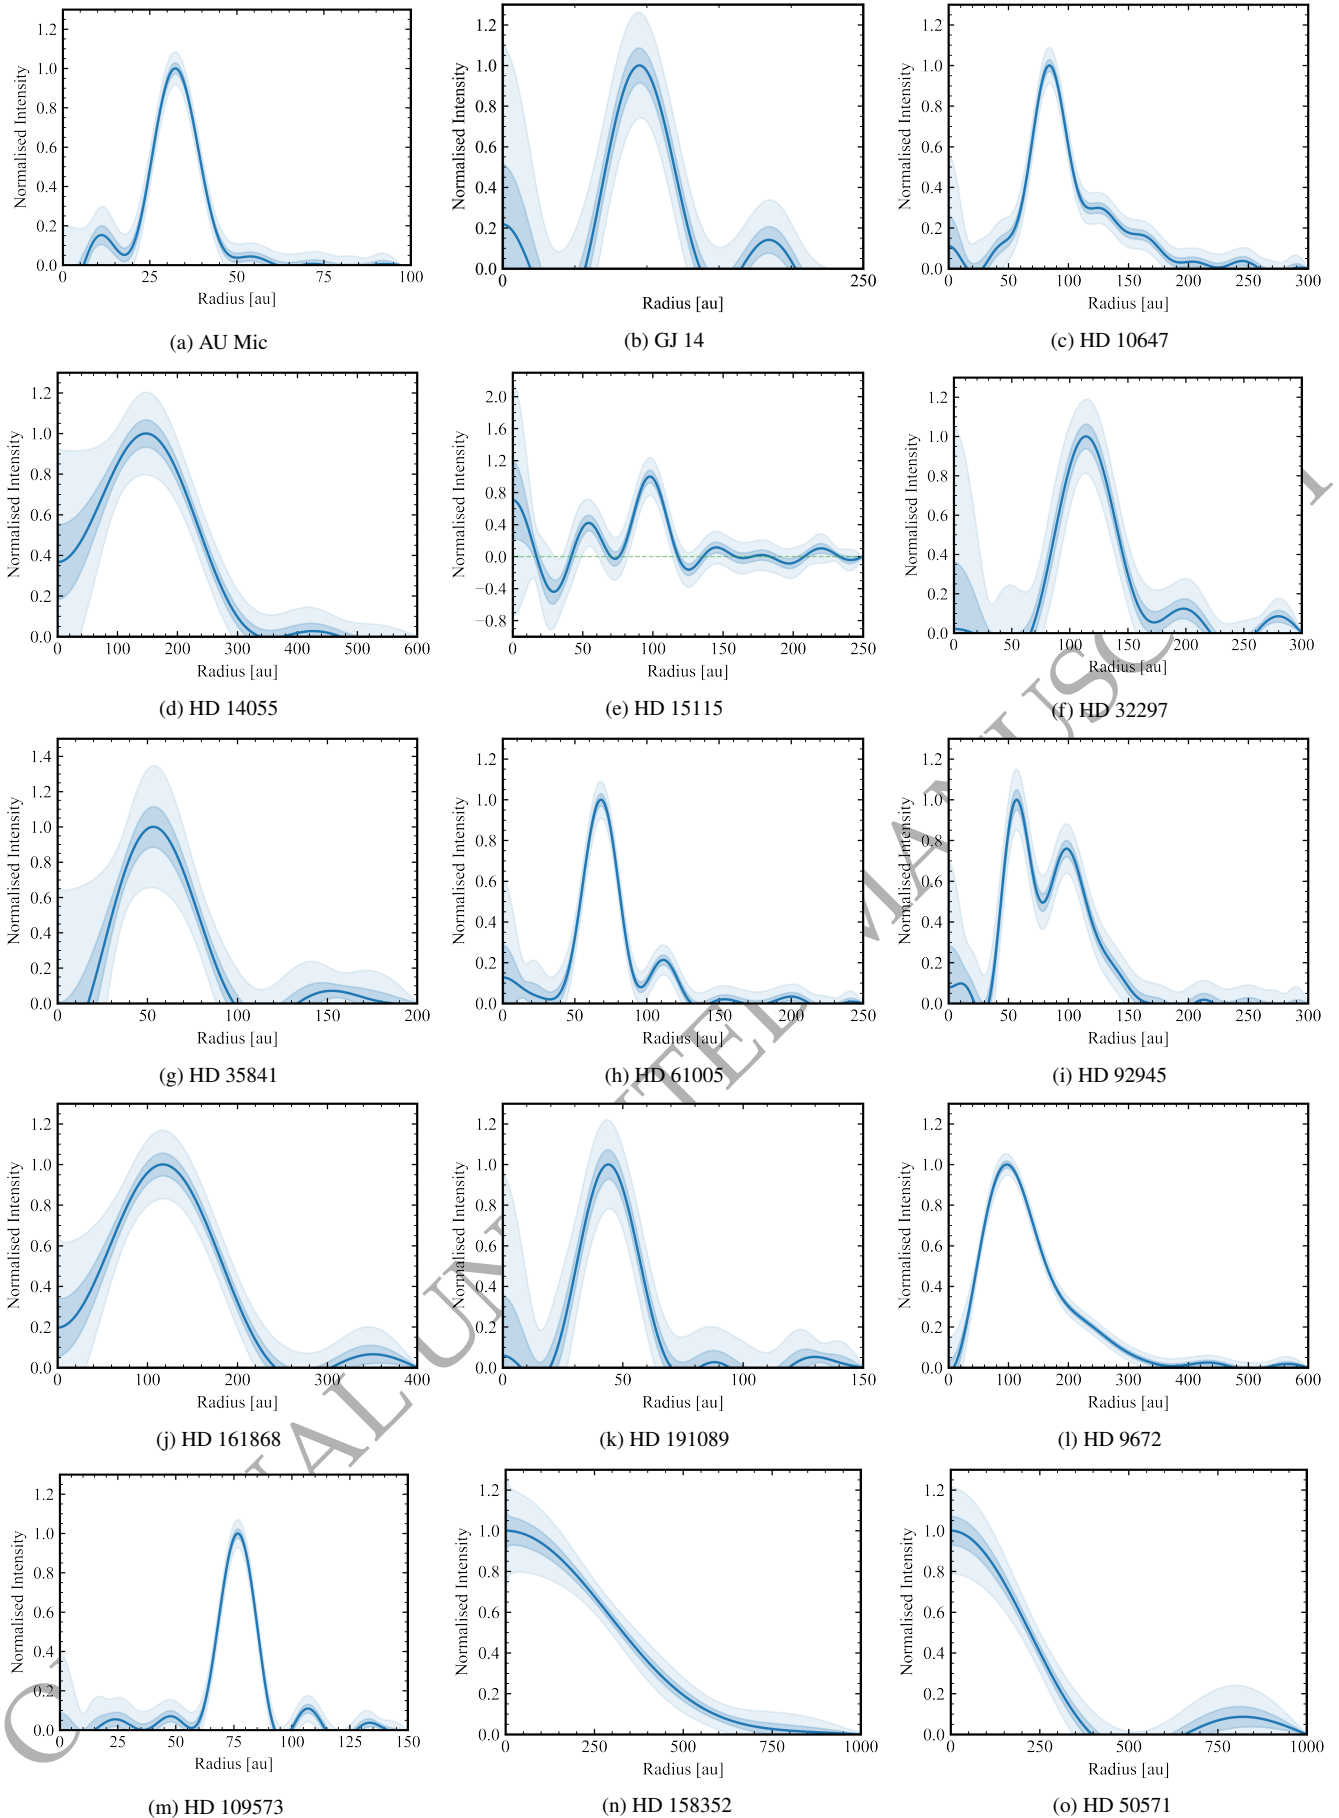 Normalised Intensity
1.2
1.0
0.8
0.6
0.4
0.2
0.0
0 25 50 75 100
Radius [au]
(a) AU Mic
Normalised Intensity
1.2
1.0
0.8
0.6
0.4
0.2
0.0
0 250
Radius [au]
(b) GJ 14
Normalised Intensity
1.2
1.0
0.8
0.6
0.4
0.2
0.0
0 50 100 150 200 250 300
Radius [au]
(c) HD 10647
Normalised Intensity
1.2
1.0
0.8
0.6
0.4
0.2
0.0
0 100 200 300 400 500 600
Radius [au]
(d) HD 14055
Normalised Intensity
2.0
1.6
1.2
0.8
0.4
0.0
−0.4
−0.8
0 50 100 150 200 250
Radius [au]
(e) HD 15115
Normalised Intensity
1.2
1.0
0.8
0.6
0.4
0.2
0.0
0 50 100 150 200 250 300
Radius [au]
(f) HD 32297
Normalised Intensity
1.4
1.2
1.0
0.8
0.6
0.4
0.2
0.0
0 50 100 150 200
Radius [au]
(g) HD 35841
Normalised Intensity
1.2
1.0
0.8
0.6
0.4
0.2
0.0
0 50 100 150 200 250
Radius [au]
(h) HD 61005
Normalised Intensity
1.2
1.0
0.8
0.6
0.4
0.2
0.0
0 50 100 150 200 250 300
Radius [au]
(i) HD 92945
Normalised Intensity
1.2
1.0
0.8
0.6
0.4
0.2
0.0
0 100 200 300 400
Radius [au]
(j) HD 161868
Normalised Intensity
1.2
1.0
0.8
0.6
0.4
0.2
0.0
0 50 100 150
Radius [au]
(k) HD 191089
Normalised Intensity
1.2
1.0
0.8
0.6
0.4
0.2
0.0
0 100 200 300 400 500 600
Radius [au]
(l) HD 9672
Normalised Intensity
1.2
1.0
0.8
0.6
0.4
0.2
0.0
0 25 50 75 100 125 150
Radius [au]
(m) HD 109573
Normalised Intensity
1.2
1.0
0.8
0.6
0.4
0.2
0.0
0 250 500 750 1000
Radius [au]
(n) HD 158352
Normalised Intensity
1.2
1.0
0.8
0.6
0.4
0.2
0.0
0 250 500 750 1000
Radius [au]
(o) HD 50571